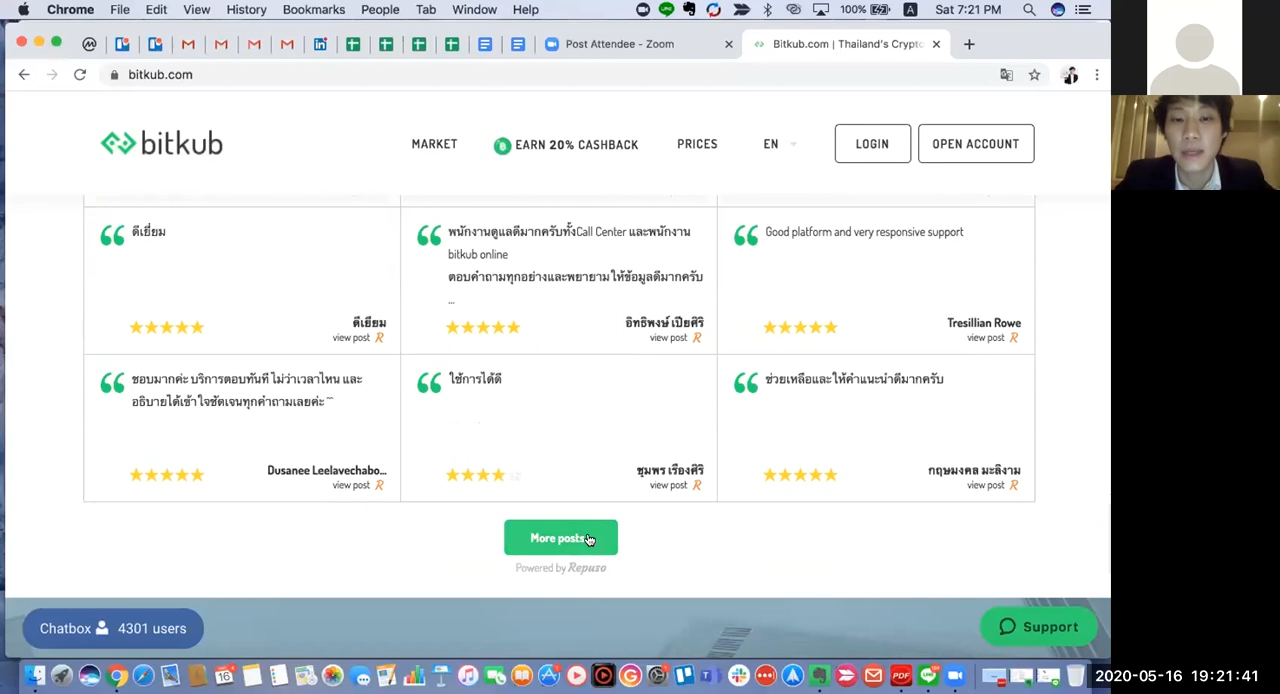 Chrome File Edit View History Bookmarks People Tab Window Help 100% A Sat 7:21 PM
Post Attendee - Zoom Bitkub.com | Thailand's Crypto
bitkub.com
bitkub MARKET EARN 20% CASHBACK PRICES EN LOGIN OPEN ACCOUNT
ดีเยี่ยม
ดีเยี่ยม
view post
พนักงานดูแลดีมากครับทั้งCall Center และพนักงาน
bitkub online
ตอบคำถามทุกอย่างและพยายามให้ข้อมูลดีมากครับ
...
อิทธิพงษ์ เปียศิริ
view post
Good platform and very responsive support
Tresillian Rowe
view post
ชอบมากค่ะ บริการตอบทันที ไม่ว่าเวลาไหน และ
อธิบายได้เข้าใจชัดเจนทุกคำถามเลยค่ะ ^^
Dusanee Leelavechabo...
view post
ใช้การได้ดี
ชุมพร เรืองศิริ
view post
ช่วยเหลือและให้คำแนะนำดีมากครับ
กฤษมงคล มะลิงาม
view post
More posts
Powered by Repuso
Chatbox 4301 users
Support
2020-05-16 19:21:41